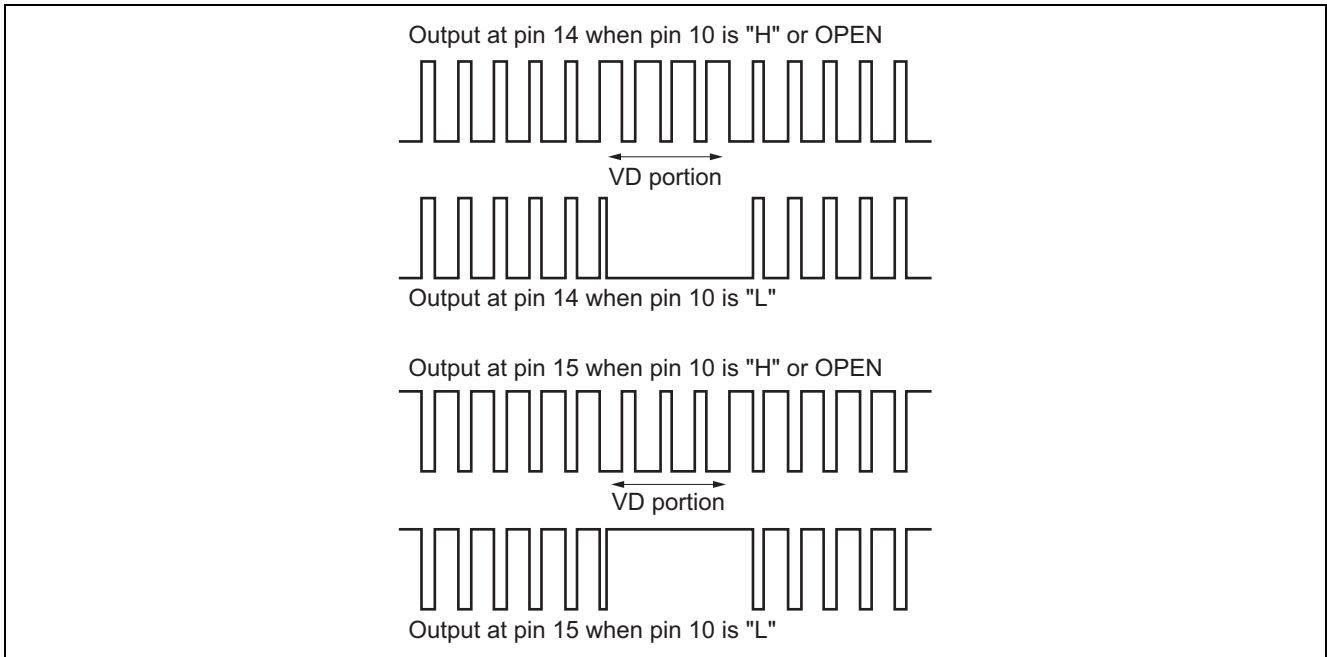 Output at pin 14 when pin 10 is "H" or OPEN
VD portion
Output at pin 14 when pin 10 is "L"
Output at pin 15 when pin 10 is "H" or OPEN
VD portion
Output at pin 15 when pin 10 is "L"